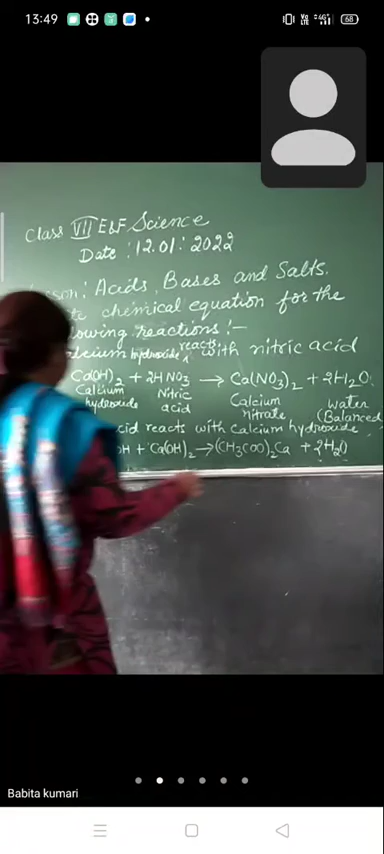 13:49
68
Class VII E&F Science
Date : 12.01.2022
Acids, Bases and Salts.
chemical equation for the
reactions :-
hydroxide reacts with nitric acid
Ca(OH)2 + 2HNO3 → Ca(NO3)2 + 2H2O
Calcium hydroxide Nitric acid Calcium nitrate Water
(Balanced
reacts with Calcium hydroxide
+ Ca(OH)2 → (CH3COO)2Ca + 2H2O
Babita kumari